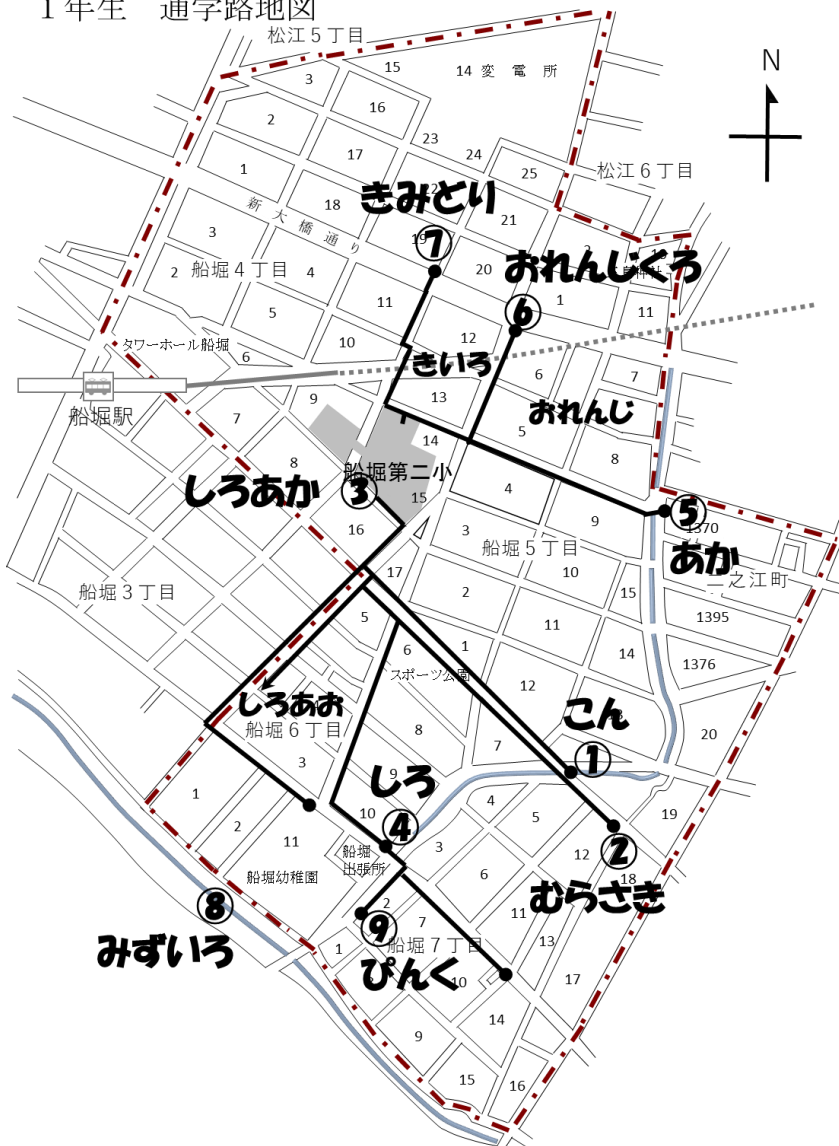 1年生 通学路地図
松江5丁目
N
3
15
14 変電所
2
16
23
24
1
17
25
松江6丁目
きみどり
18
21
新大橋通り
3
19
⑦
20
おれんじくろ
船堀4丁目
2
4
11
⑥
1
11
5
タワーホール船堀
10
12
6
きいろ
6
7
船堀駅
9
13
おれんじ
7
14
5
8
8
船堀第二小
しろあか
③
15
4
9
⑤
1370
16
3
船堀5丁目
あか
二之江町
17
10
船堀3丁目
2
15
1395
5
11
6
1
14
1376
スポーツ公園
12
しろあお
こん
船堀6丁目
8
7
20
3
①
しろ
9
1
10
4
5
19
2
④
11
船堀
出張所
3
12
②
船堀幼稚園
6
18
⑧
2
むらさき
⑨
7
11
みずいろ
1
船堀7丁目
13
ぴんく
10
17
14
9
15
16